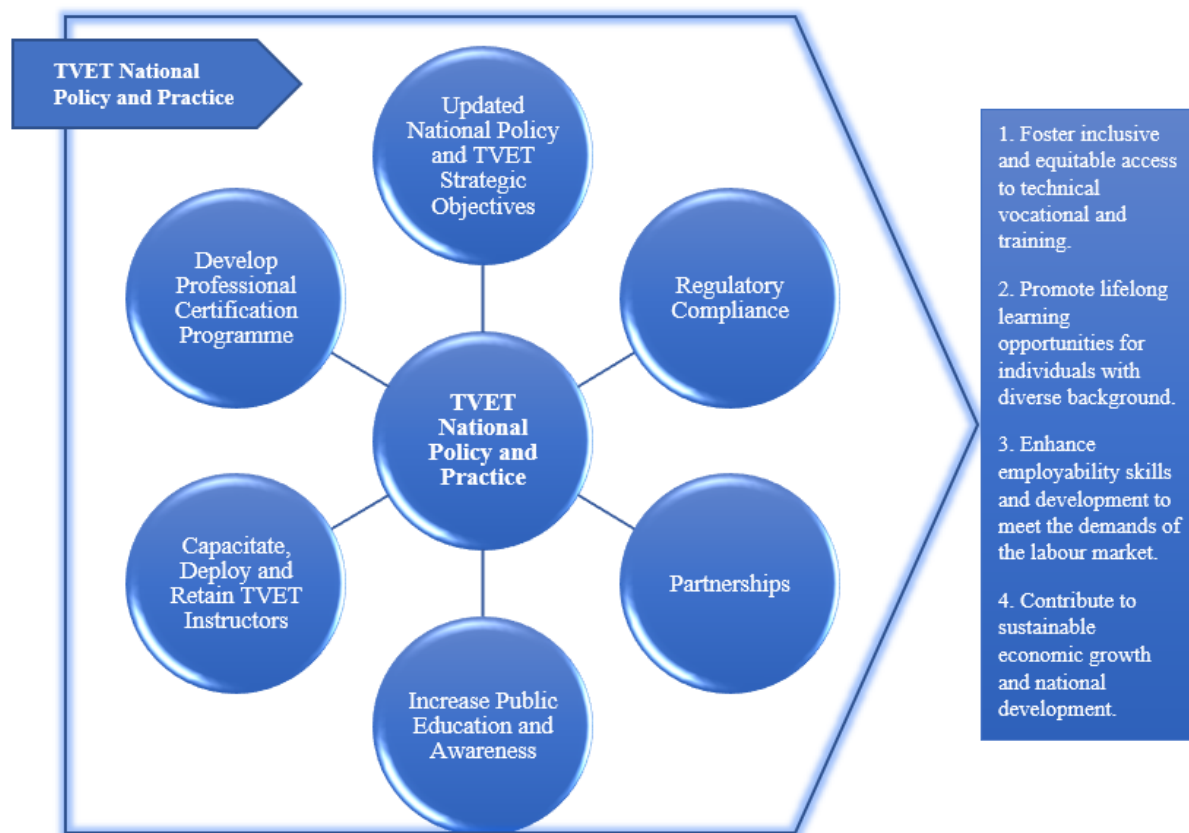 TVET National
Policy and Practice
Updated
National Policy
and TVET
Strategic
Objectives
Develop
Professional
Certification
Programme
Regulatory
Compliance
TVET
National
Policy and
Practice
Capacitate,
Deploy and
Retain TVET
Instructors
Partnerships
Increase Public
Education and
Awareness
1. Foster inclusive
and equitable access
to technical
vocational and
training.
2. Promote lifelong
learning
opportunities for
individuals with
diverse background.
3. Enhance
employability skills
and development to
meet the demands of
the labour market.
4. Contribute to
sustainable
economic growth
and national
development.